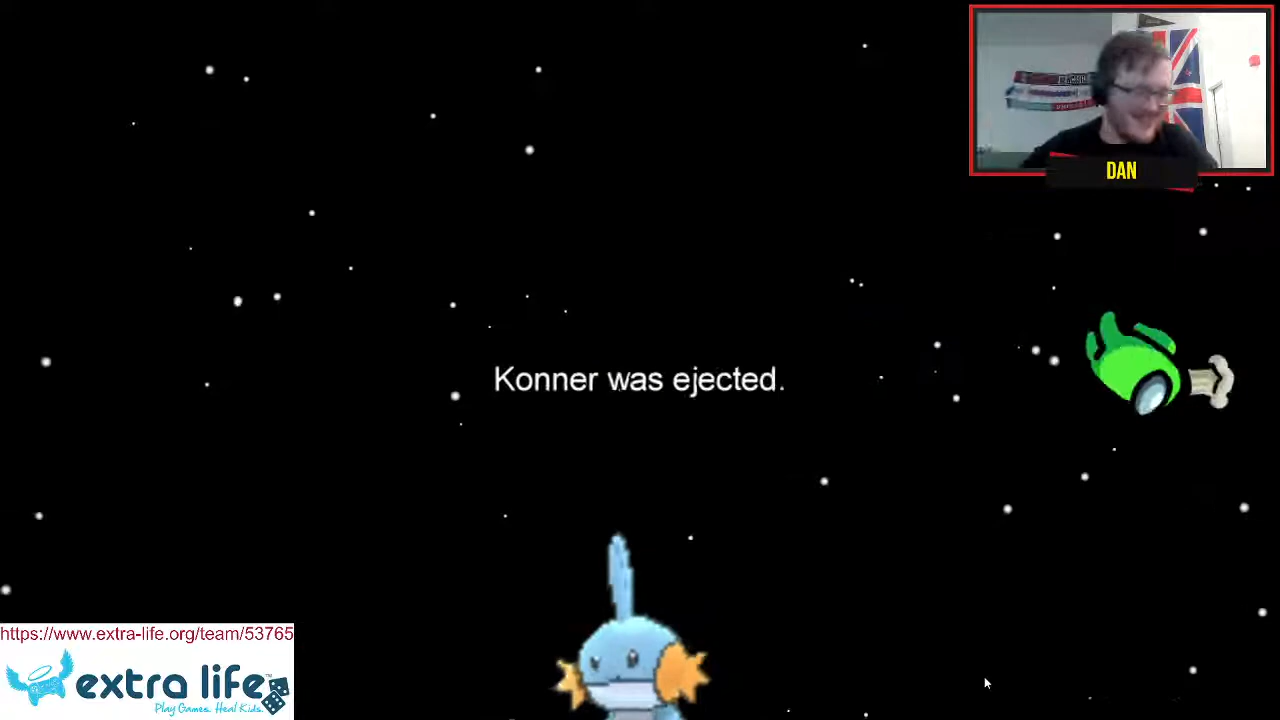 DAN
Konner was ejected.
https://www.extra-life.org/team/53765
extra life
Play Games. Heal Kids.